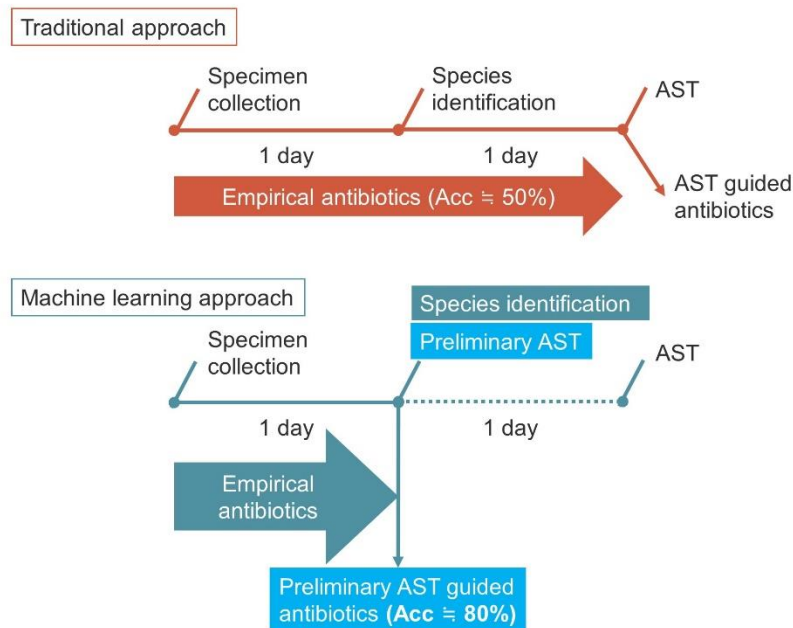 Traditional approach
Specimen
collection
Species
identification
AST
1 day
1 day
Empirical antibiotics (Acc ≒ 50%)
AST guided
antibiotics
Machine learning approach
Species identification
Preliminary AST
Specimen
collection
AST
1 day
1 day
Empirical
antibiotics
Preliminary AST guided
antibiotics (Acc ≒ 80%)